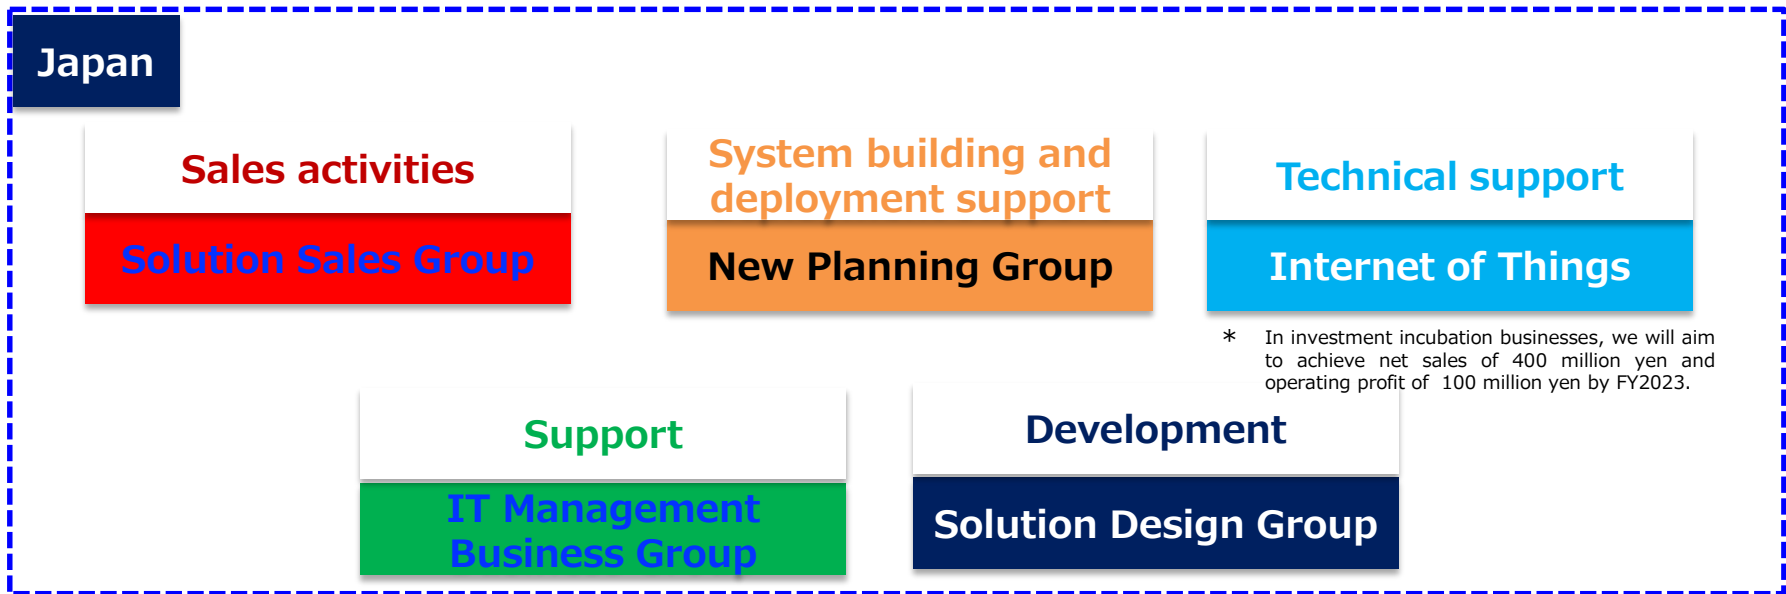 Japan
Sales activities
Solution Sales Group
System building and
deployment support
New Planning Group
Technical support
Internet of Things
* In investment incubation businesses, we will aim
to achieve net sales of 400 million yen and
operating profit of 100 million yen by FY2023.
Support
IT Management
Business Group
Development
Solution Design Group